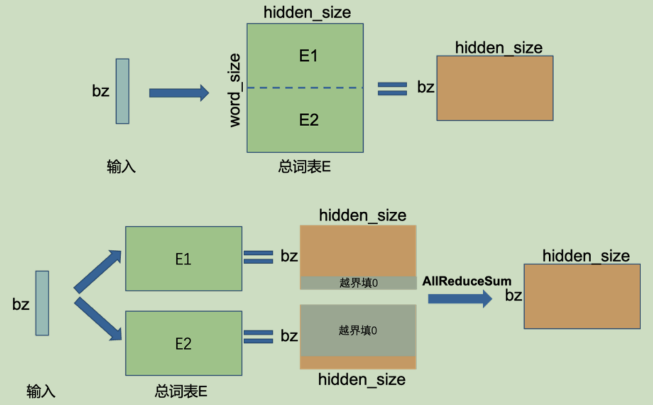 hidden_size
E1
bz
word_size
E2
输入
总词表E
hidden_size
bz
hidden_size
E1
bz
越界填0
AllReduceSum
hidden_size
bz
bz
E2
bz
越界填0
hidden_size
输入
总词表E